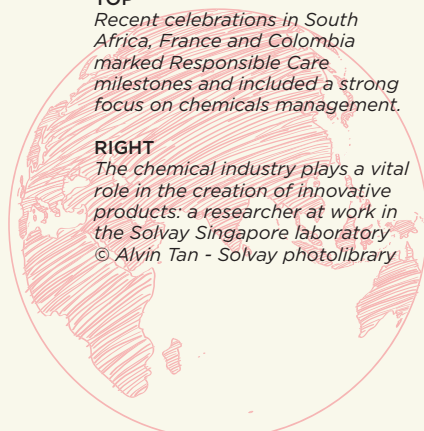 TOP
Recent celebrations in South
Africa, France and Colombia
marked Responsible Care
milestones and included a strong
focus on chemicals management.
RIGHT
The chemical industry plays a vital
role in the creation of innovative
products: a researcher at work in
the Solvay Singapore laboratory
© Alvin Tan - Solvay photolibrary